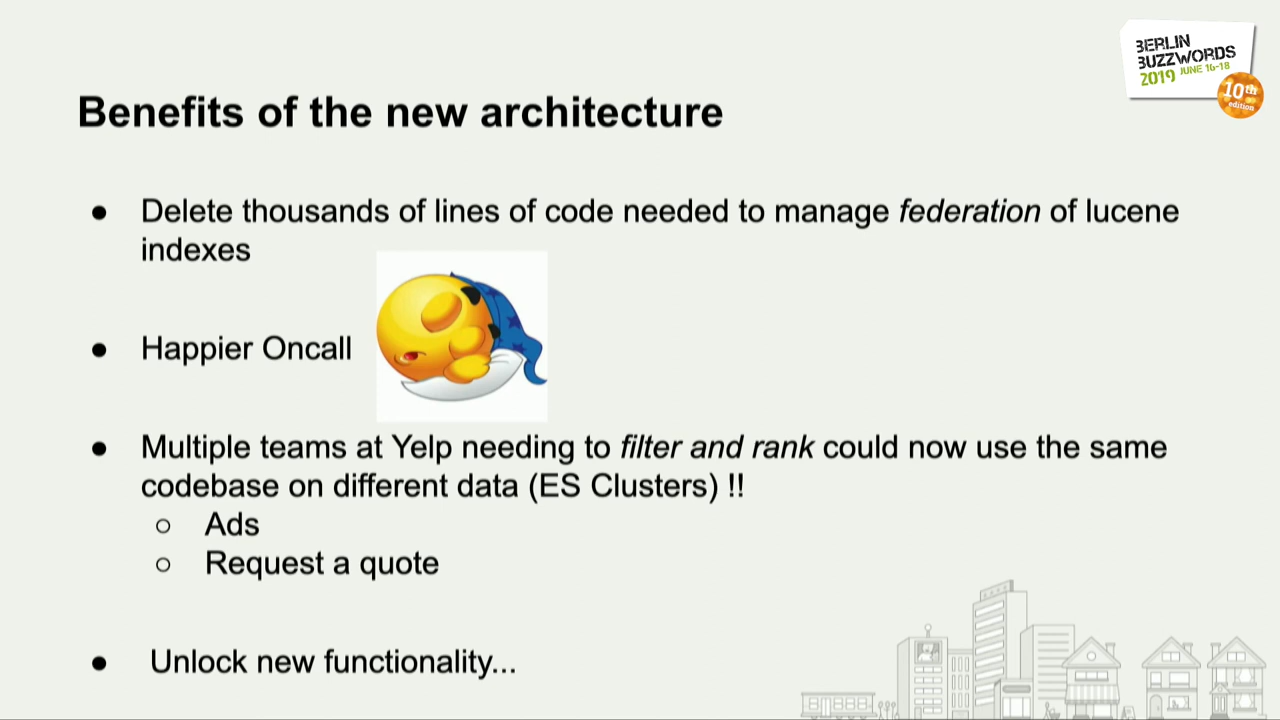 BERLIN
BUZZWORDS
2019 JUNE 16-18
10th
edition
Benefits of the new architecture
● Delete thousands of lines of code needed to manage federation of lucene
indexes
● Happier Oncall
● Multiple teams at Yelp needing to filter and rank could now use the same
codebase on different data (ES Clusters) !!
○ Ads
○ Request a quote
● Unlock new functionality...